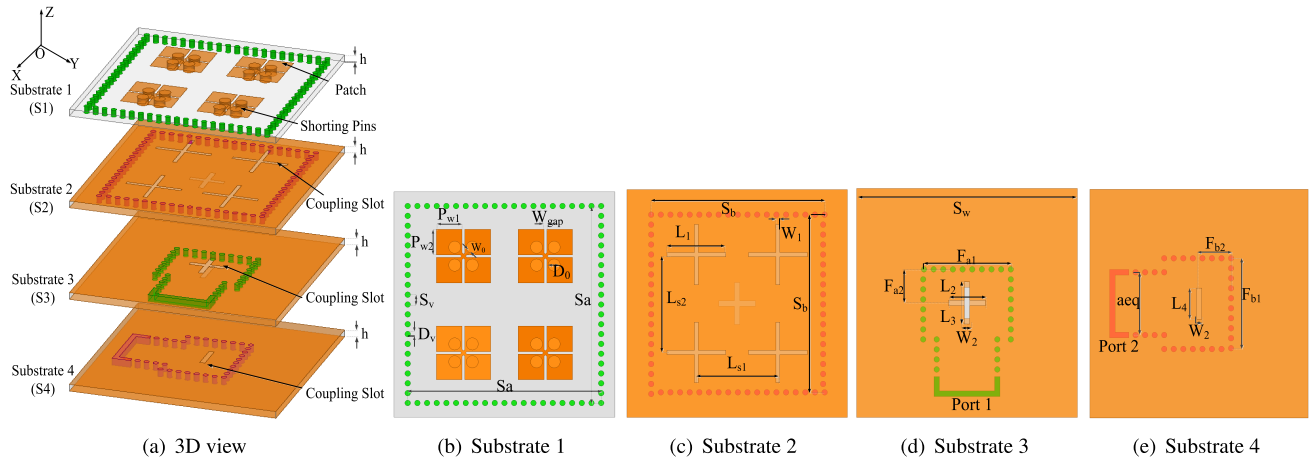 Z
O
X
Y
Substrate 1
(S1)
h
Patch
Shorting Pins
Substrate 2
(S2)
h
Coupling Slot
Substrate 3
(S3)
h
Coupling Slot
Substrate 4
(S4)
h
Coupling Slot
Pw1
Wgap
Pw2
W0
D0
Sv
Sa
Dv
Sa
Sb
L1
W1
Ls2
Sb
Ls1
Sw
Fa1
Fa2
L2
L3
W2
Port 1
Fb2
aeq
L4
Fb1
W2
Port 2
(a) 3D view
(b) Substrate 1
(c) Substrate 2
(d) Substrate 3
(e) Substrate 4